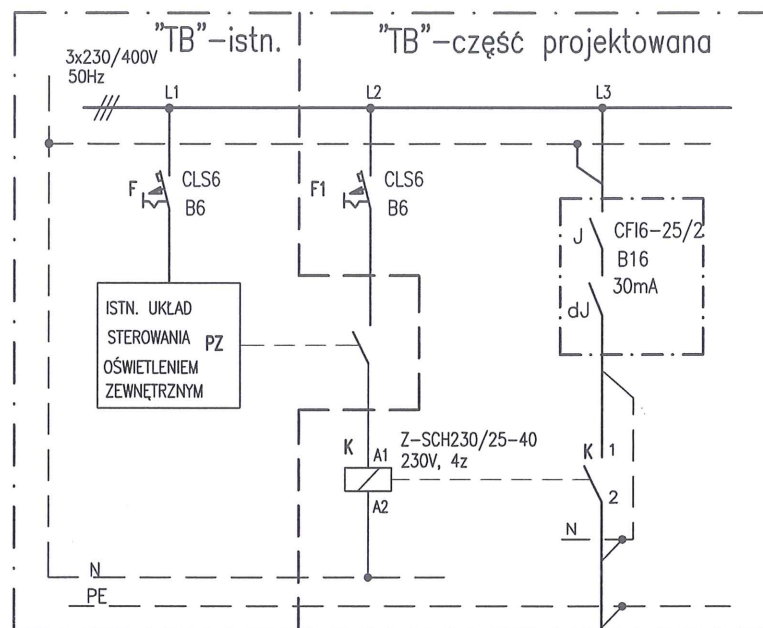 "TB"-istn.
"TB"-część projektowana
3x230/400V
50Hz
L1
L2
L3
F
CLS6
B6
F1
CLS6
B6
J
CFI6-25/2
B16
30mA
dJ
ISTN. UKŁAD
STEROWANIA
PZ
OŚWIETLENIEM
ZEWNĘTRZNYM
K
A1
A2
Z-SCH230/25-40
230V, 4z
K
1
2
N
N
PE